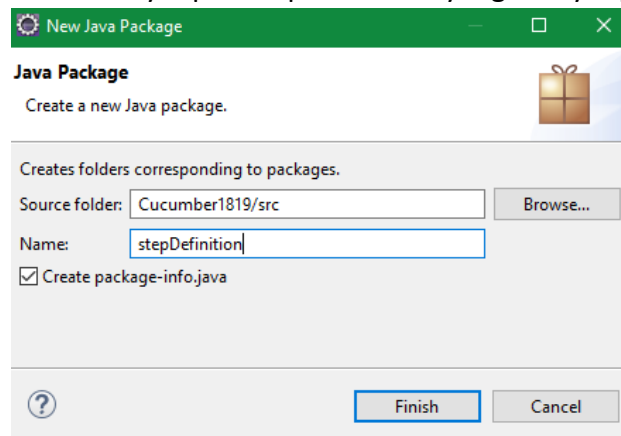 New Java Package
Java Package
Create a new Java package.
Creates folders corresponding to packages.
Source folder: Cucumber1819/src Browse...
Name: stepDefinition
Create package-info.java
? Finish Cancel